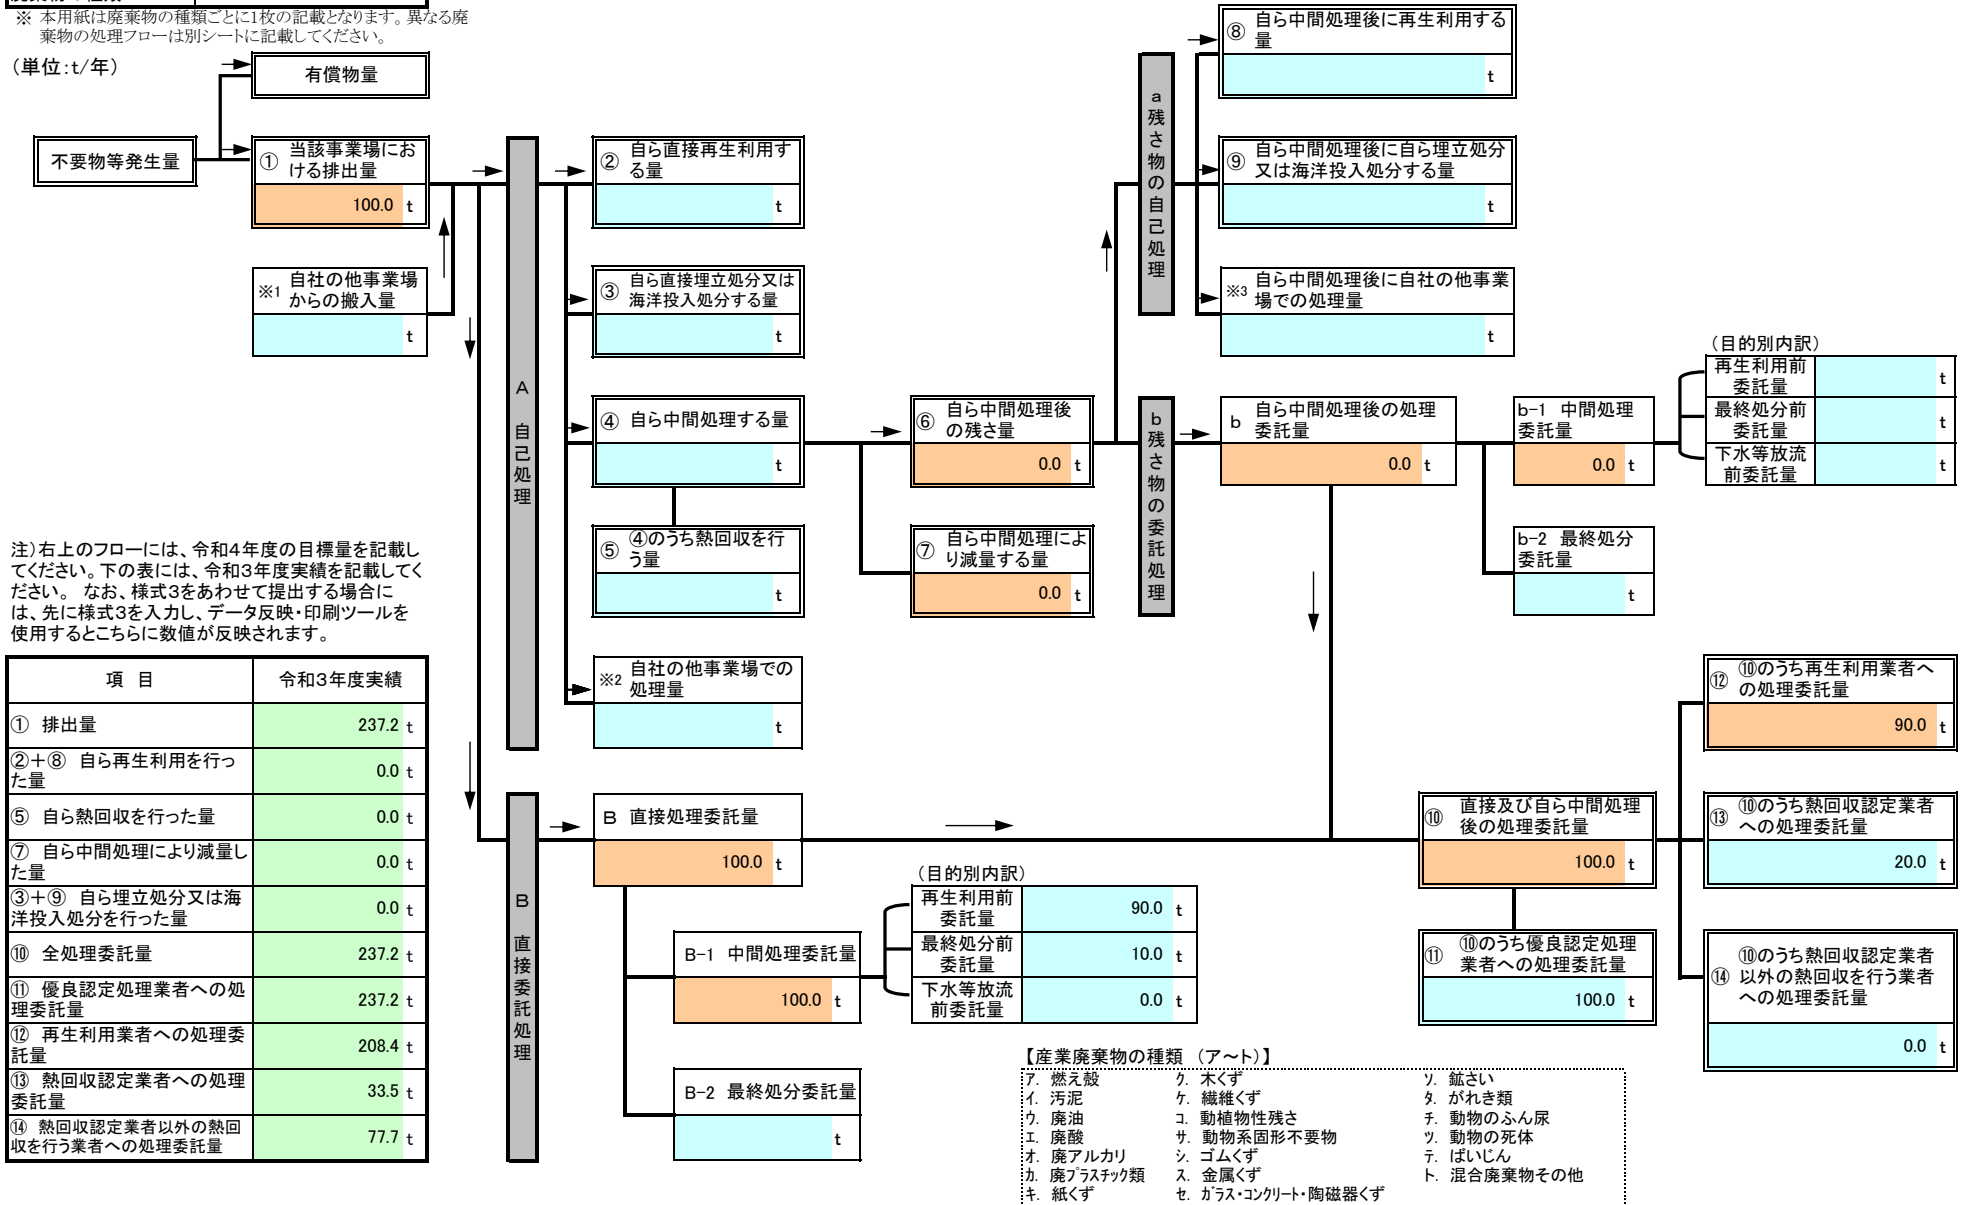 ※ 本用紙は廃棄物の種類ごとに1枚の記載となります。異なる廃
棄物の処理フローは別シートに記載してください。
(単位:t/年)
有償物量
不要物等発生量
① 当該事業場にお
ける排出量
100.0 t
※1 自社の他事業場
からの搬入量
t
A 自己処理
② 自ら直接再生利用す
る量
t
③ 自ら直接埋立処分又は
海洋投入処分する量
t
④ 自ら中間処理する量
t
⑤ ④のうち熱回収を行
う量
t
※2 自社の他事業場での
処理量
t
⑥ 自ら中間処理後
の残さ量
0.0 t
⑦ 自ら中間処理によ
り減量する量
0.0 t
a 残さ物の自己処理
⑧ 自ら中間処理後に再生利用する
量
t
⑨ 自ら中間処理後に自ら埋立処分
又は海洋投入処分する量
t
※3 自ら中間処理後に自社の他事業
場での処理量
t
b 残さ物の委託処理
b 自ら中間処理後の処理
委託量
0.0 t
b-1 中間処理
委託量
0.0 t
(目的別内訳)
再生利用前
委託量
t
最終処分前
委託量
t
下水等放流
前委託量
t
b-2 最終処分
委託量
t
注)右上のフローには、令和4年度の目標量を記載し
てください。下の表には、令和3年度実績を記載してく
ださい。 なお、様式3をあわせて提出する場合に
は、先に様式3を入力し、データ反映・印刷ツールを
使用するとこちらに数値が反映されます。
項 目 令和3年度実績
① 排出量 237.2 t
②+⑧ 自ら再生利用を行っ
た量 0.0 t
⑤ 自ら熱回収を行った量 0.0 t
⑦ 自ら中間処理により減量し
た量 0.0 t
③+⑨ 自ら埋立処分又は海
洋投入処分を行った量 0.0 t
⑩ 全処理委託量 237.2 t
⑪ 優良認定処理業者への処
理委託量 237.2 t
⑫ 再生利用業者への処理委
託量 208.4 t
⑬ 熱回収認定業者への処理
委託量 33.5 t
⑭ 熱回収認定業者以外の熱回
収を行う業者への処理委託量 77.7 t
B 直接委託処理
B 直接処理委託量
100.0 t
B-1 中間処理委託量
100.0 t
B-2 最終処分委託量
t
(目的別内訳)
再生利用前
委託量
90.0 t
最終処分前
委託量
10.0 t
下水等放流
前委託量
0.0 t
⑩ 直接及び自ら中間処理
後の処理委託量
100.0 t
⑪ ⑩のうち優良認定処理
業者への処理委託量
100.0 t
⑫ ⑩のうち再生利用業者へ
の処理委託量
90.0 t
⑬ ⑩のうち熱回収認定業者
への処理委託量
20.0 t
⑭ ⑩のうち熱回収認定業者
以外の熱回収を行う業者
への処理委託量
0.0 t
【産業廃棄物の種類 (ア~ト)】
ア. 燃え殻 ク. 木くず ソ. 鉱さい
イ. 汚泥 ケ. 繊維くず タ. がれき類
ウ. 廃油 コ. 動植物性残さ チ. 動物のふん尿
エ. 廃酸 サ. 動物系固形不要物 ツ. 動物の死体
オ. 廃アルカリ シ. ゴムくず テ. ばいじん
カ. 廃プラスチック類 ス. 金属くず ト. 混合廃棄物その他
キ. 紙くず セ. ガラス・コンクリート・陶磁器くず